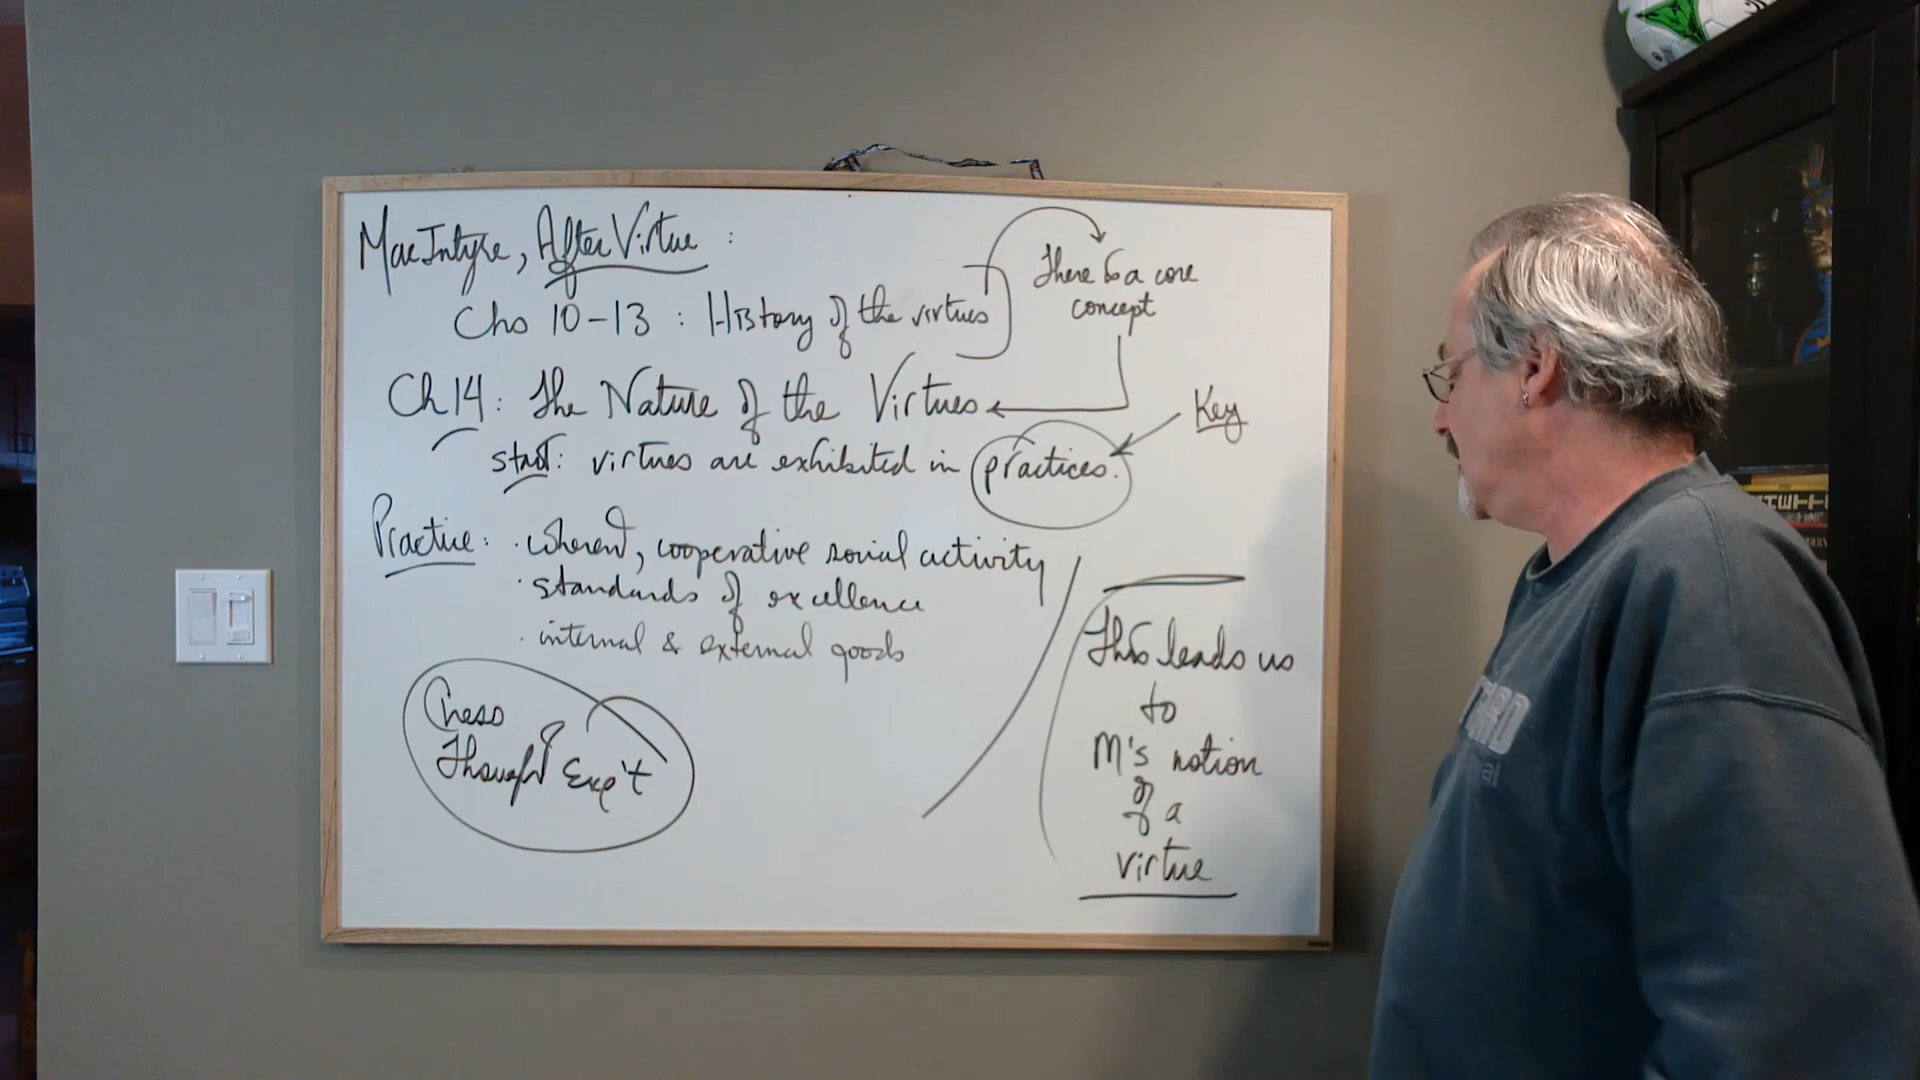 MacIntyre, After Virtue :
Chs 10-13 : History of the virtues
There is a core
concept
Ch 14 : The Nature of the Virtues
Key
start : virtues are exhibited in practices.
Practice : · coherent, cooperative social activity
· standards of excellence
· internal & external goods
Chess
Thought Exp't
This leads us
to
M's notion
of a
virtue